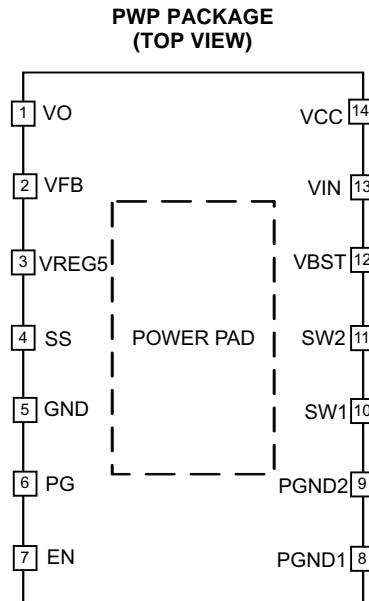 PWP PACKAGE
(TOP VIEW)
1 VO
VCC 14
2 VFB
VIN 13
3 VREG5
VBST 12
4 SS
POWER PAD
SW2 11
5 GND
SW1 10
6 PG
PGND2 9
7 EN
PGND1 8